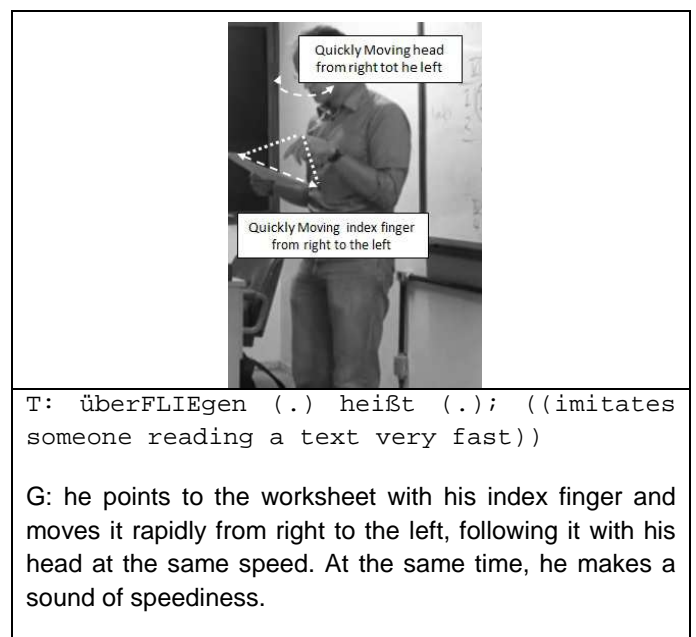 Quickly Moving head
from right tot he left
Quickly Moving index finger
from right to the left
T: überFLIEgen (.) heißt (.); ((imitates
someone reading a text very fast))
G: he points to the worksheet with his index finger and
moves it rapidly from right to the left, following it with his
head at the same speed. At the same time, he makes a
sound of speediness.